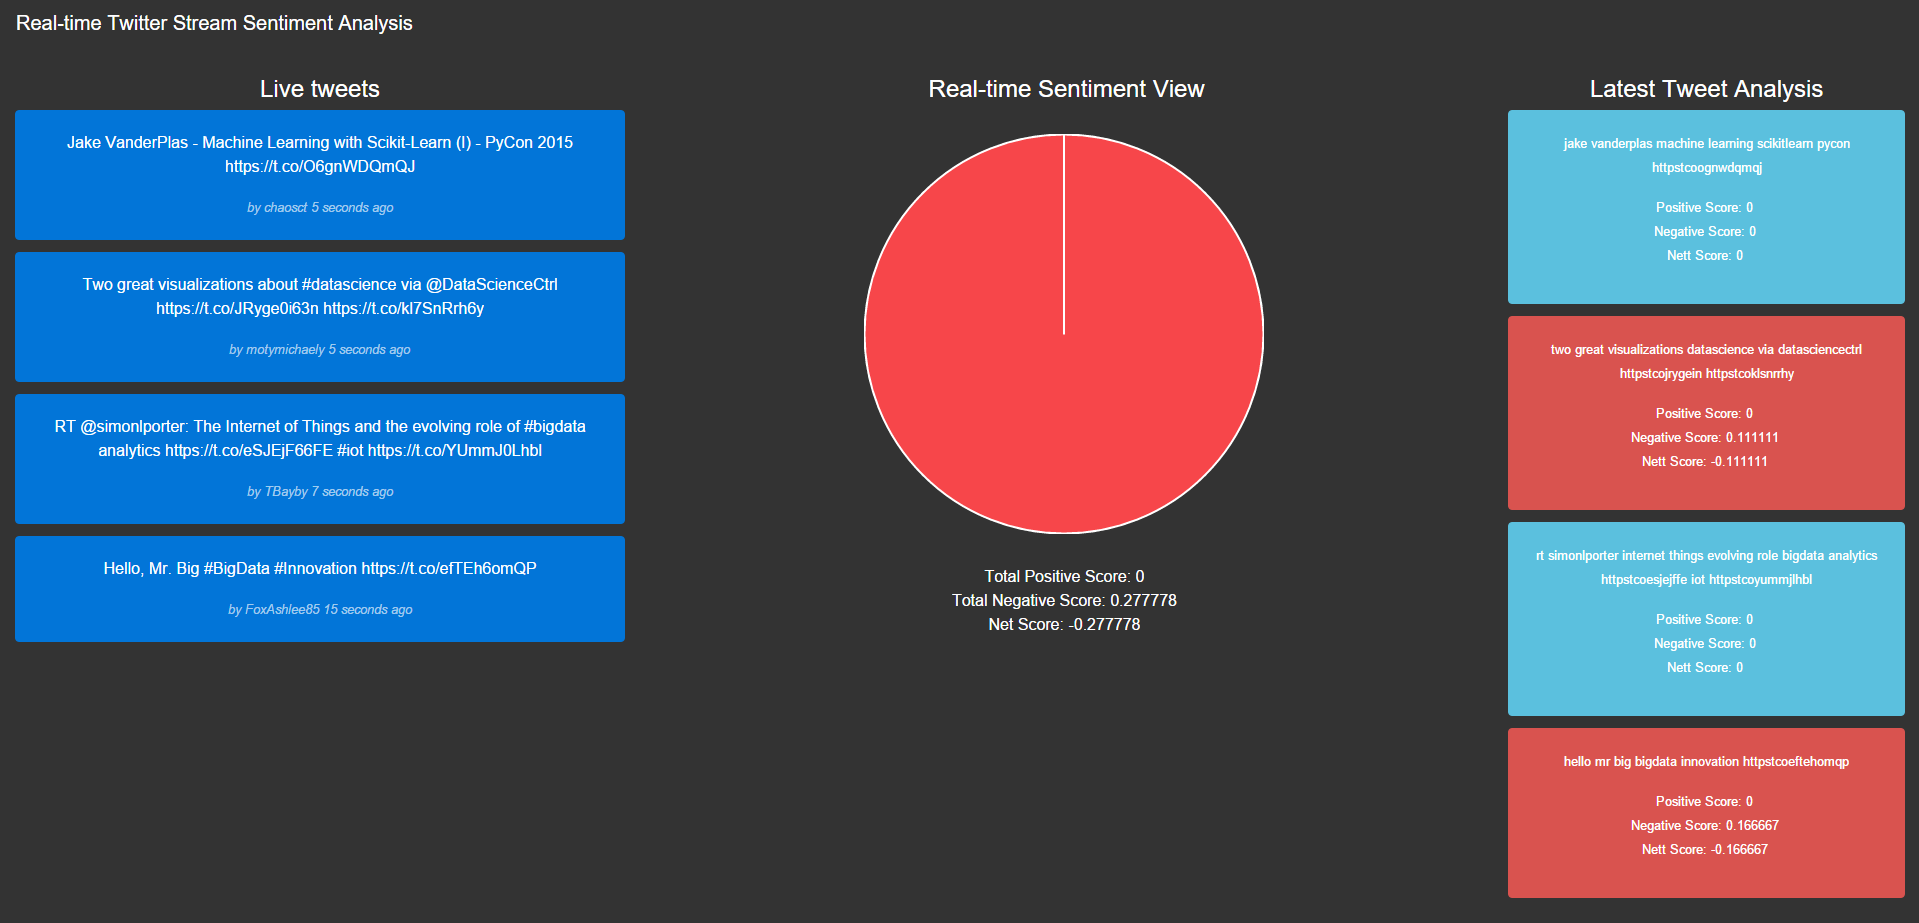 Real-time Twitter Stream Sentiment Analysis
Live tweets
Jake VanderPlas - Machine Learning with Scikit-Learn (I) - PyCon 2015
https://t.co/O6gnWDQmQJ
by chaosct 5 seconds ago
Two great visualizations about #datascience via @DataScienceCtrl
https://t.co/JRyge0i63n https://t.co/kl7SnRrh6y
by motymichaely 5 seconds ago
RT @simonlporter: The Internet of Things and the evolving role of #bigdata
analytics https://t.co/eSJEjF66FE #iot https://t.co/YUmmJ0Lhbl
by TBayby 7 seconds ago
Hello, Mr. Big #BigData #Innovation https://t.co/efTEh6omQP
by FoxAshlee85 15 seconds ago
Real-time Sentiment View
Total Positive Score: 0
Total Negative Score: 0.277778
Net Score: -0.277778
Latest Tweet Analysis
jake vanderplas machine learning scikitlearn pycon
httpstcoognwdqmqj
Positive Score: 0
Negative Score: 0
Nett Score: 0
two great visualizations datascience via datasciencectrl
httpstcojrygein httpstcoklsnrrhy
Positive Score: 0
Negative Score: 0.111111
Nett Score: -0.111111
rt simonlporter internet things evolving role bigdata analytics
httpstcoesjejffe iot httpstcoyummjlhbl
Positive Score: 0
Negative Score: 0
Nett Score: 0
hello mr big bigdata innovation httpstcoeftehomqp
Positive Score: 0
Negative Score: 0.166667
Nett Score: -0.166667